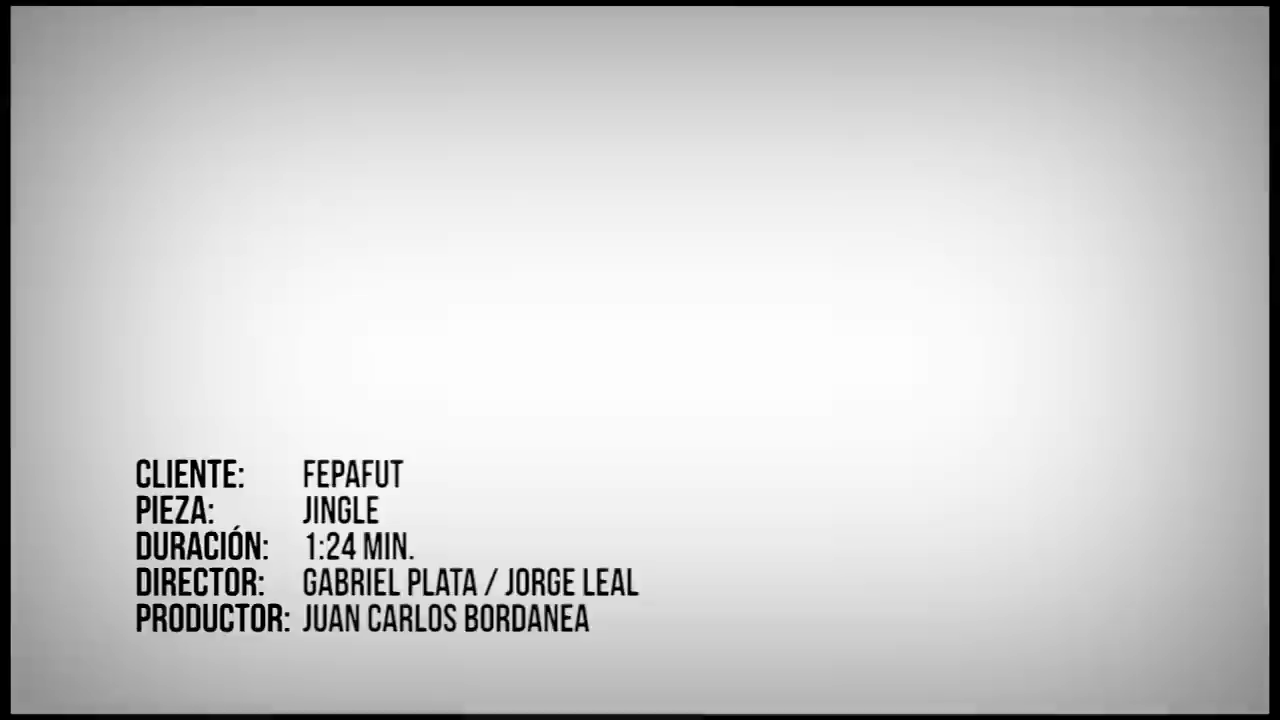 CLIENTE: FEPAFUT
PIEZA: JINGLE
DURACIÓN: 1:24 MIN.
DIRECTOR: GABRIEL PLATA / JORGE LEAL
PRODUCTOR: JUAN CARLOS BORDANEA